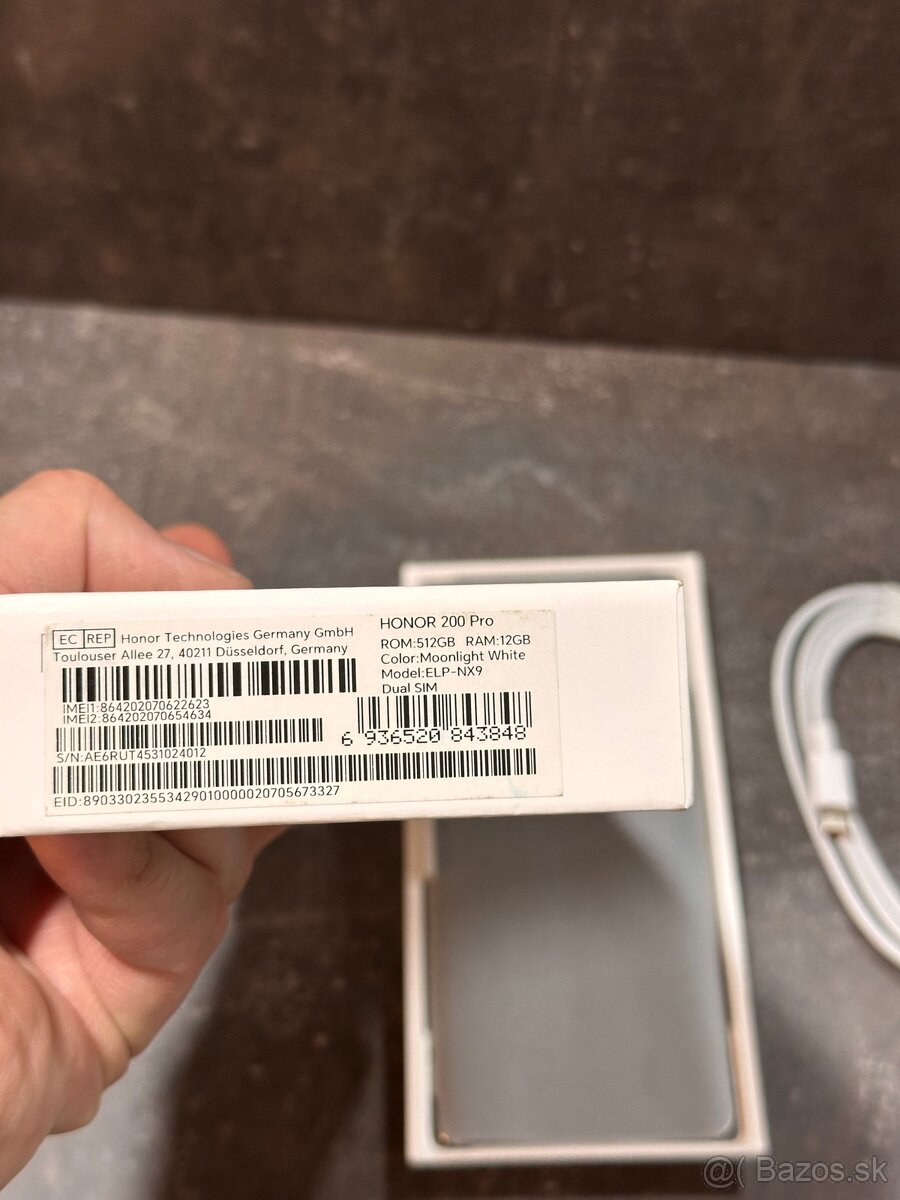 EC REP Honor Technologies Germany GmbH
Toulouser Allee 27, 40211 Düsseldorf, Germany
IMEI1:864202070622623
IMEI2:864202070654634
S/N:AE6RUT4531024012
EID:89033023553429010000020705673327
HONOR 200 Pro
ROM:512GB RAM:12GB
Color:Moonlight White
Model:ELP-NX9
Dual SIM
6 936520 843848
@( Bazos.sk